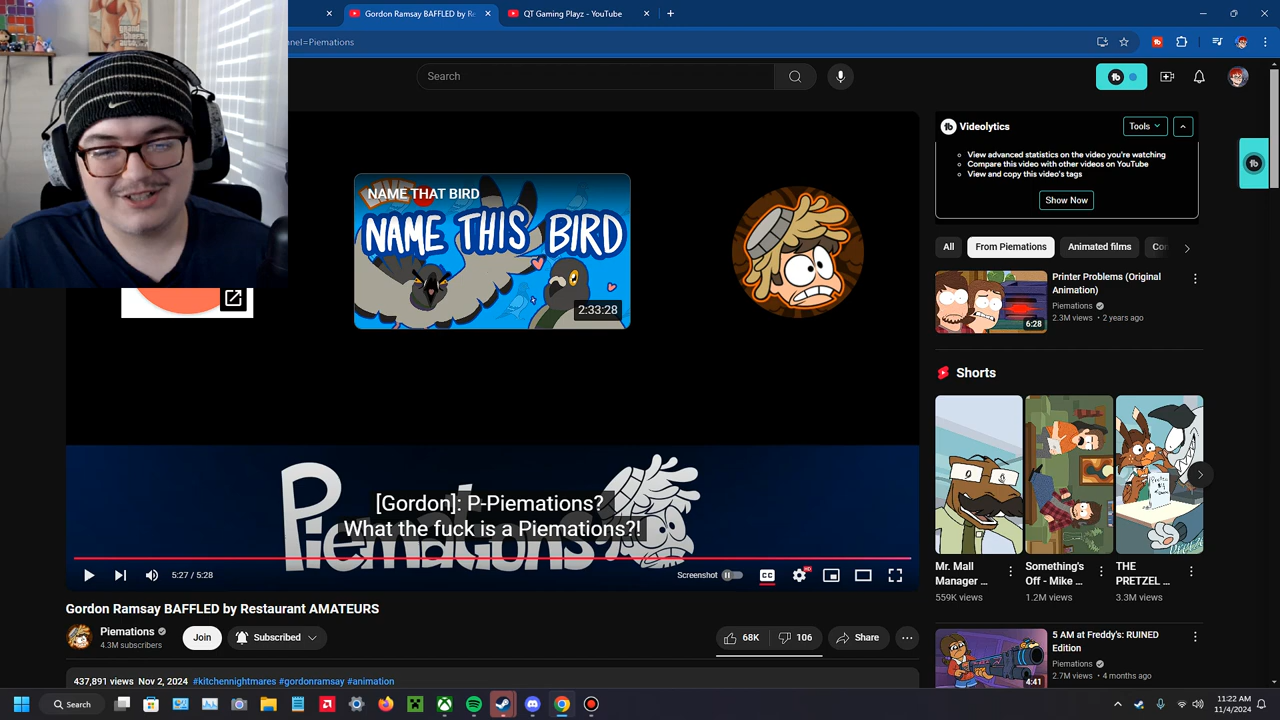 Gordon Ramsay BAFFLED by Re
QT Gaming Playz - YouTube
nnel=Piemations
Search
Videolytics
Tools
View advanced statistics on the video you're watching
Compare this video with other videos on YouTube
View and copy this video's tags
Show Now
All
From Piemations
Animated films
NAME THAT BIRD
NAME THIS BIRD
2:33:28
Printer Problems (Original
Animation)
Piemations
2.3M views • 2 years ago
6:28
Shorts
Piemations
[Gordon]: P-Piemations?
What the fuck is a Piemations?!
Mr. Mall
Manager ...
559K views
Something's
Off - Mike ...
1.2M views
THE
PRETZEL ...
3.3M views
5:27 / 5:28
Screenshot
CC
HD
Gordon Ramsay BAFFLED by Restaurant AMATEURS
Piemations
4.3M subscribers
Join
Subscribed
68K
106
Share
5 AM at Freddy's: RUINED
Edition
Piemations
2.7M views • 4 months ago
4:41
437,891 views Nov 2, 2024 #kitchennightmares #gordonramsay #animation
Search
11:22 AM
11/4/2024